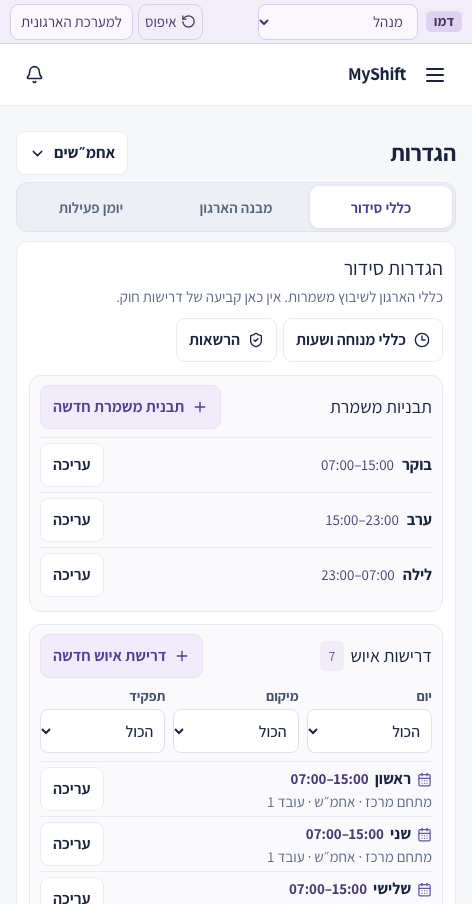 דמו
מנהל
איפוס
למערכת הארגונית
MyShift
הגדרות
אחמ״שים
כללי סידור
מבנה הארגון
יומן פעילות
הגדרות סידור
כללי הארגון לשיבוץ משמרות. אין כאן קביעה של דרישות חוק.
כללי מנוחה ושעות
הרשאות
תבניות משמרת
תבנית משמרת חדשה
בוקר 07:00–15:00
עריכה
ערב 15:00–23:00
עריכה
לילה 23:00–07:00
עריכה
דרישות איוש 7
דרישת איוש חדשה
יום
מיקום
תפקיד
הכול
הכול
הכול
ראשון 07:00–15:00
מתחם מרכז · אחמ״ש · עובד 1
עריכה
שני 07:00–15:00
מתחם מרכז · אחמ״ש · עובד 1
עריכה
שלישי 07:00–15:00
עריכה